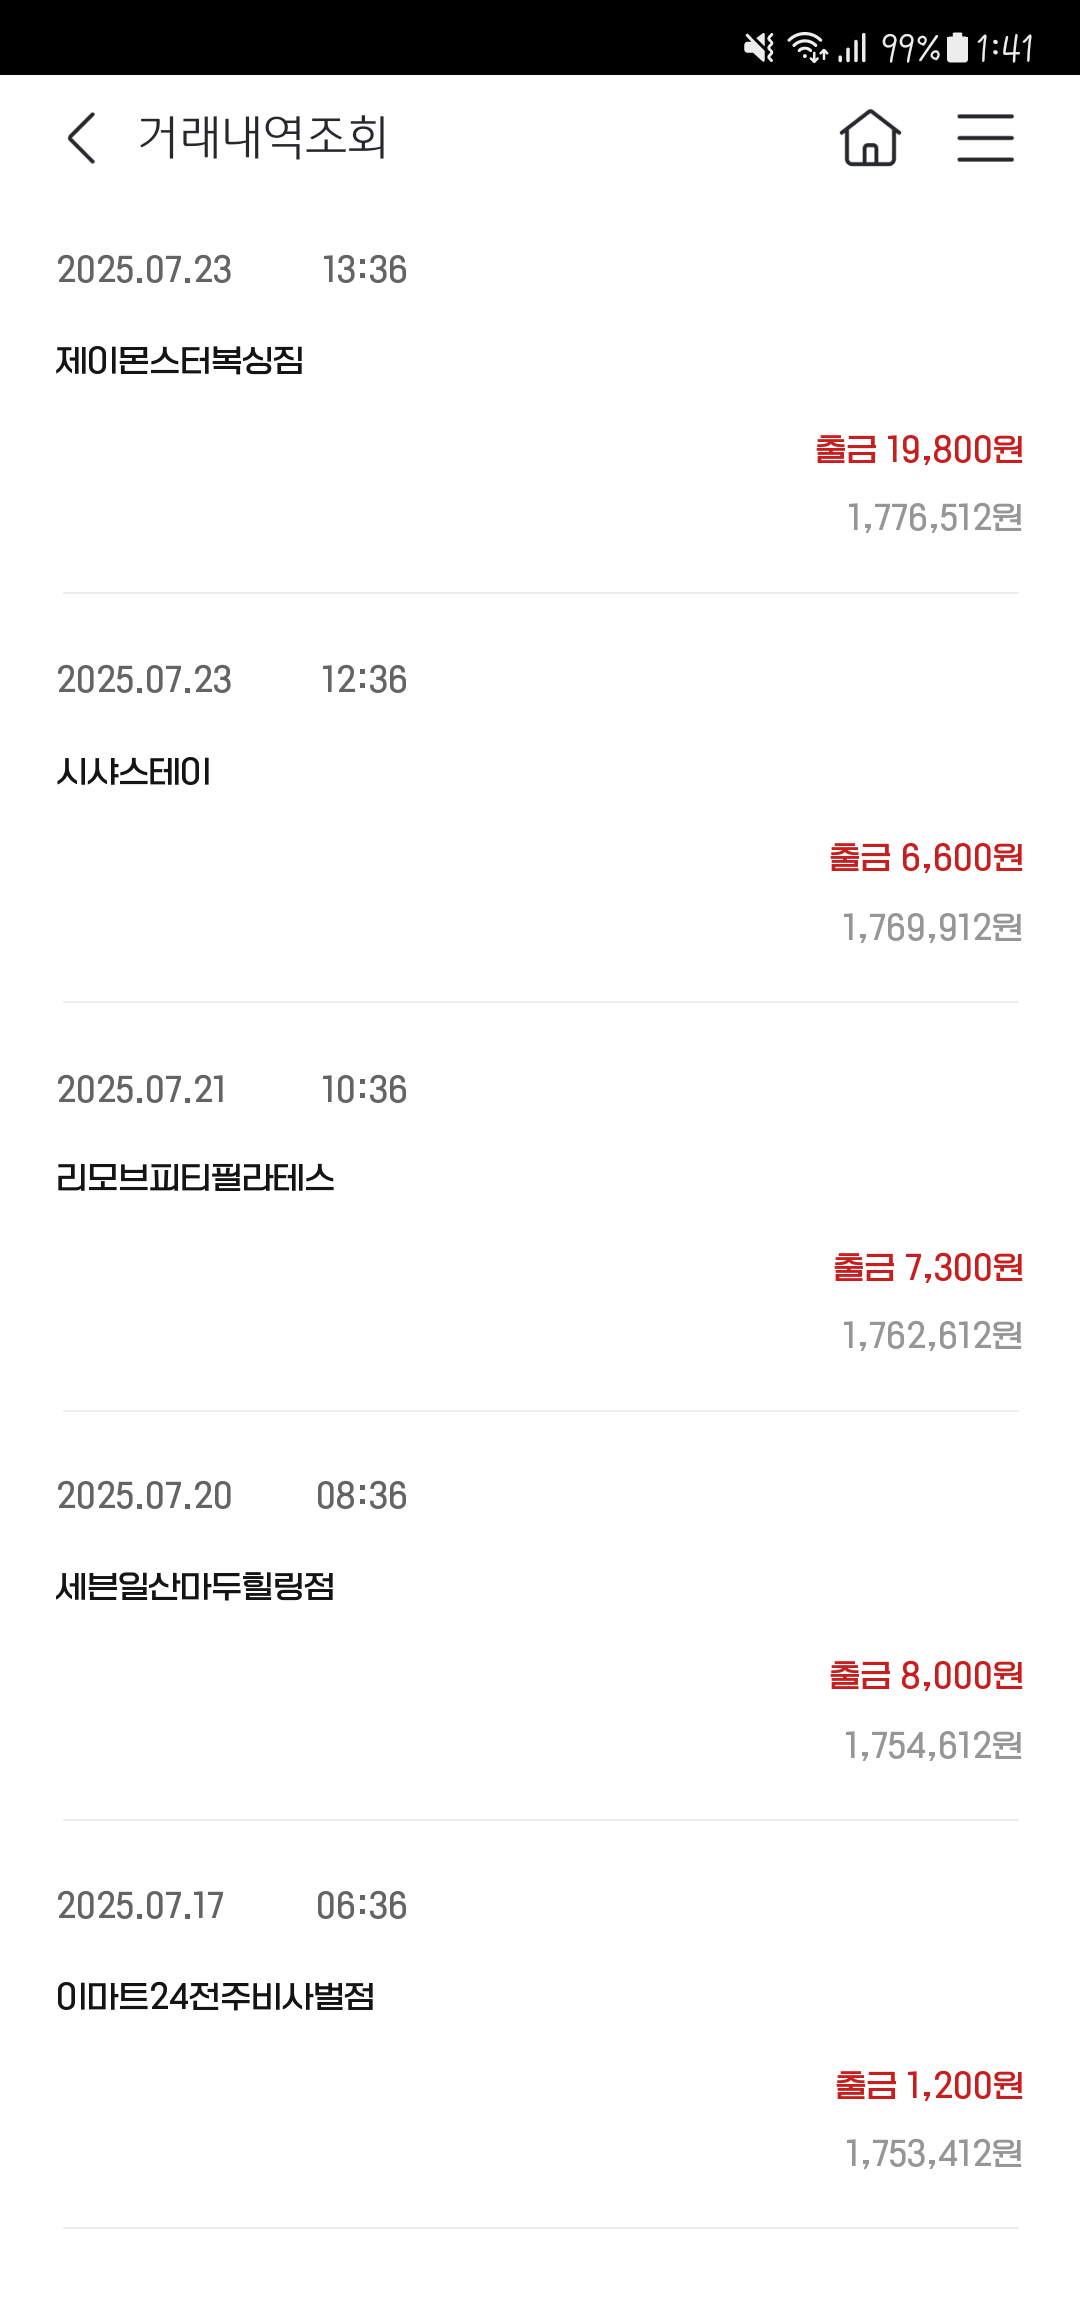 99% 1:41
거래내역조회
2025.07.23 13:36
제이몬스터복싱짐
출금 19,800원
1,776,512원
2025.07.23 12:36
시샤스테이
출금 6,600원
1,769,912원
2025.07.21 10:36
리모브피티필라테스
출금 7,300원
1,762,612원
2025.07.20 08:36
세븐일산마두힐링점
출금 8,000원
1,754,612원
2025.07.17 06:36
이마트24전주비사벌점
출금 1,200원
1,753,412원